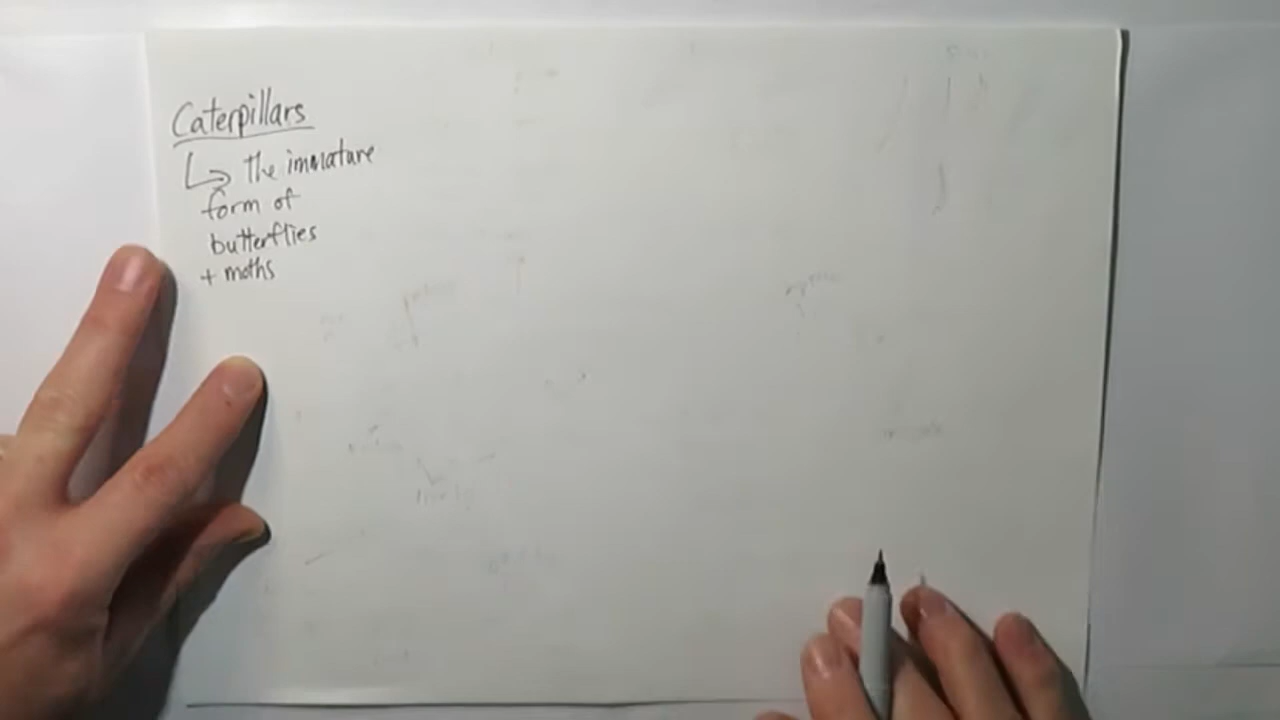 Caterpillars
↳ The immature
form of
butterflies
+ moths